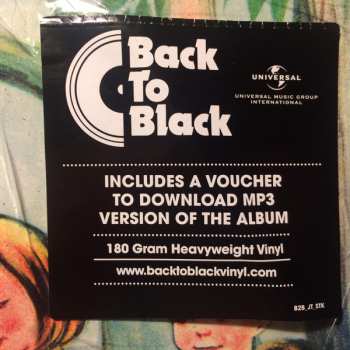 Back
To
Black
UNIVERSAL
UNIVERSAL MUSIC GROUP
INTERNATIONAL
INCLUDES A VOUCHER
TO DOWNLOAD MP3
VERSION OF THE ALBUM
180 Gram Heavyweight Vinyl
www.backtoblackvinyl.com
B2B_JT_STK